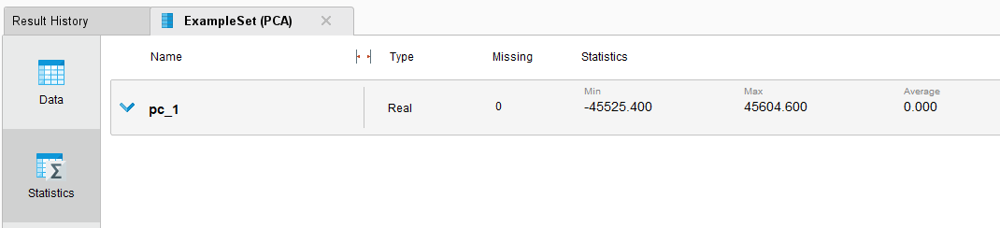 Result History
ExampleSet (PCA)
Name Type Missing Statistics
Data
pc_1 Real 0 Min -45525.400 Max 45604.600 Average 0.000
Statistics